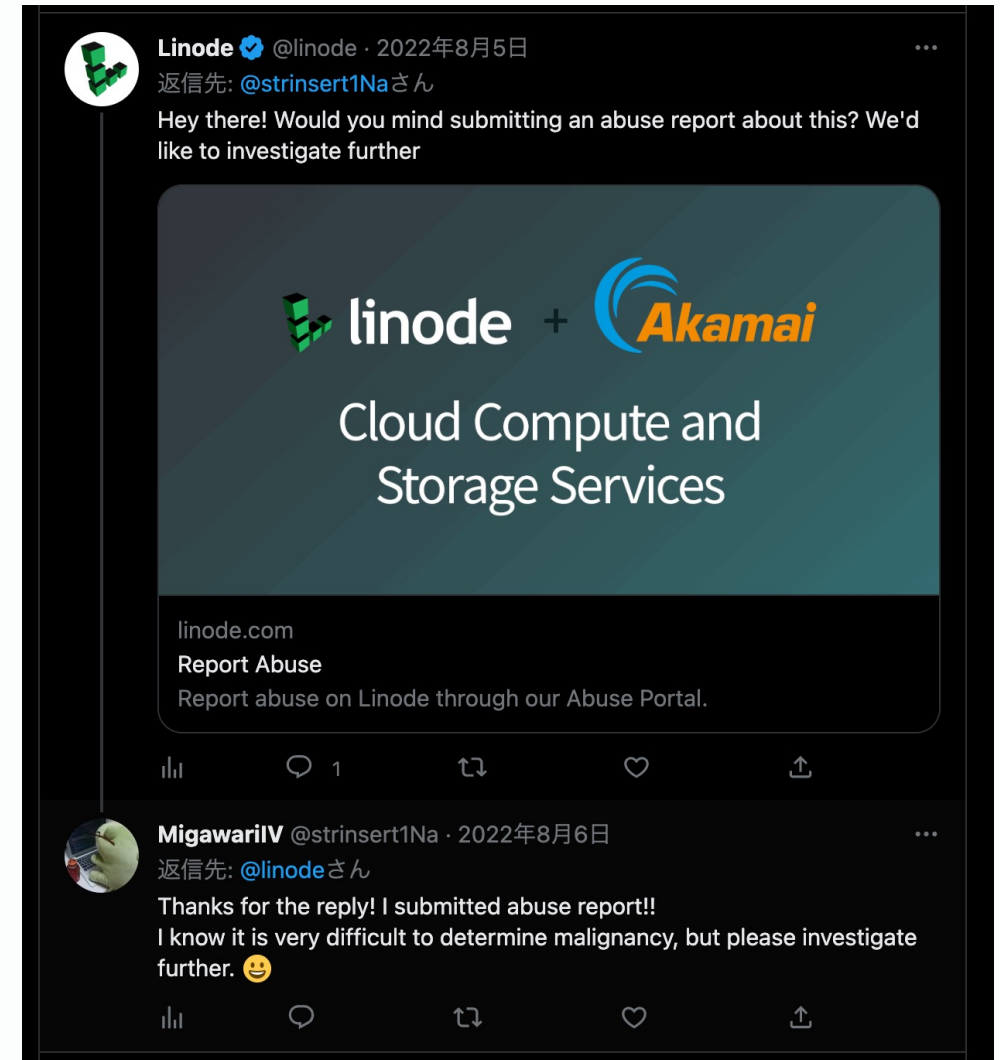 Linode @linode · 2022年8月5日
返信先: @strinsert1Naさん
Hey there! Would you mind submitting an abuse report about this? We'd
like to investigate further
linode + Akamai
Cloud Compute and
Storage Services
linode.com
Report Abuse
Report abuse on Linode through our Abuse Portal.
1
MigawariIV @strinsert1Na · 2022年8月6日
返信先: @linodeさん
Thanks for the reply! I submitted abuse report!!
I know it is very difficult to determine malignancy, but please investigate
further. 😀